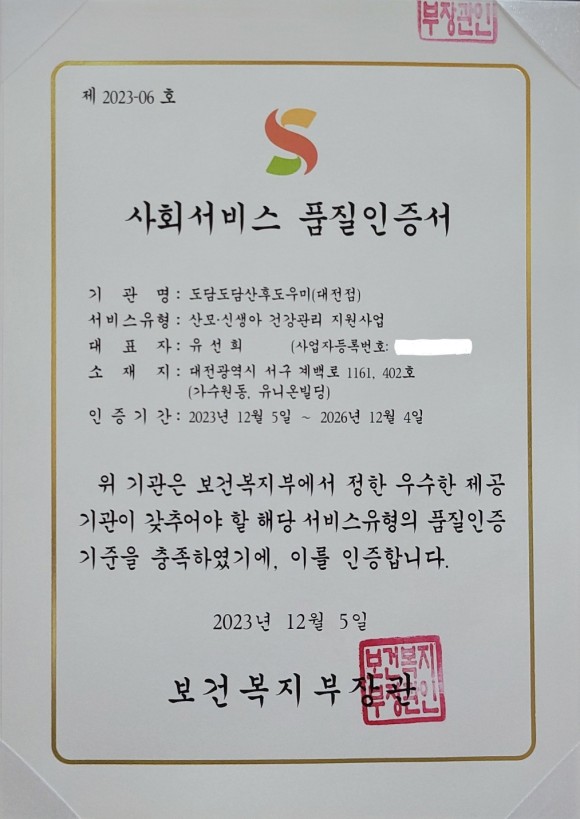 부장관인
제 2023-06 호
사회서비스 품질인증서
기 관 명 : 도담도담산후도우미(대전점)
서비스유형 : 산모·신생아 건강관리 지원사업
대 표 자 : 유선희 (사업자등록번호:
소 재 지 : 대전광역시 서구 계백로 1161, 402호
(가수원동, 유니온빌딩)
인 증 기 간 : 2023년 12월 5일 ~ 2026년 12월 4일
위 기관은 보건복지부에서 정한 우수한 제공
기관이 갖추어야 할 해당 서비스유형의 품질인증
기준을 충족하였기에, 이를 인증합니다.
2023년 12월 5일
보건복지부장관
보건복지
부장관인